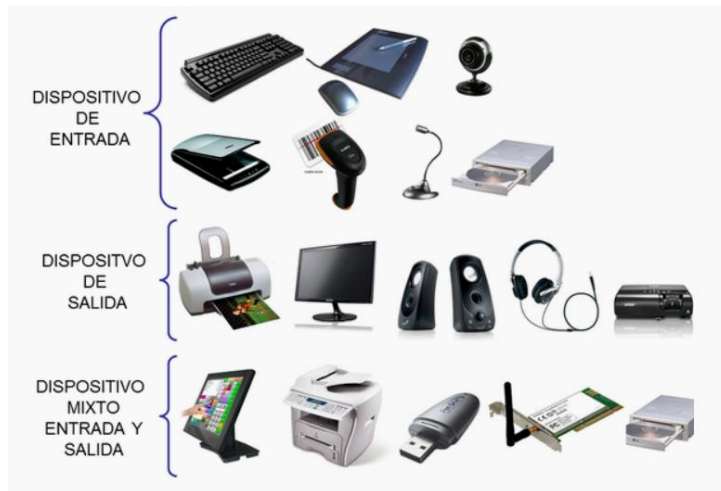 DISPOSITIVO
DE
ENTRADA
DISPOSITVO
DE
SALIDA
DISPOSITIVO
MIXTO
ENTRADA Y
SALIDA